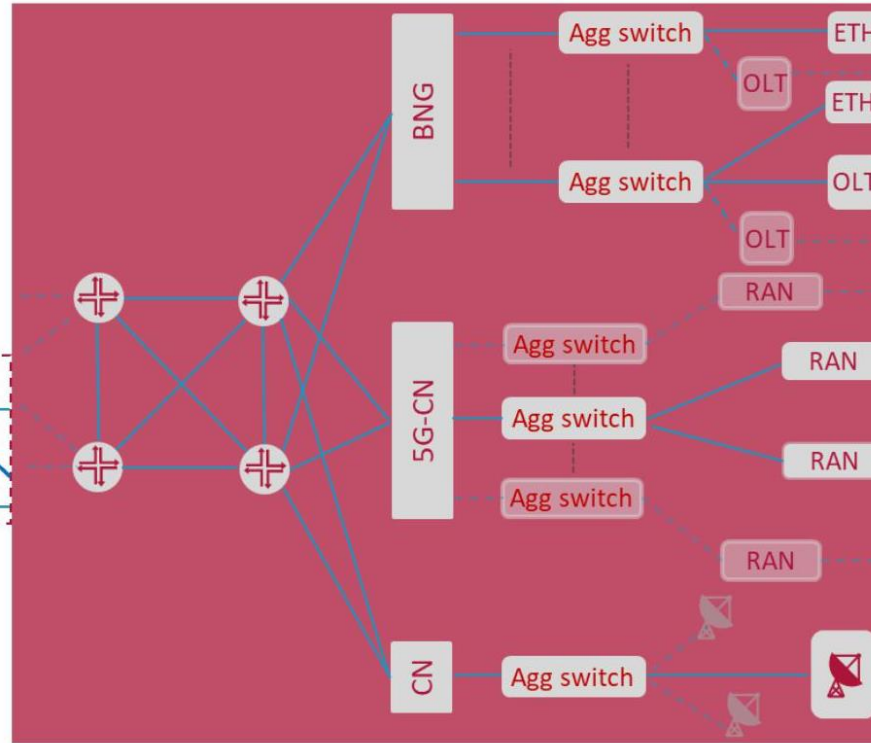 BNG
Agg switch
ETH
OLT
ETH
Agg switch
OLT
OLT
RAN
Agg switch
RAN
5G-CN
Agg switch
RAN
Agg switch
RAN
CN
Agg switch